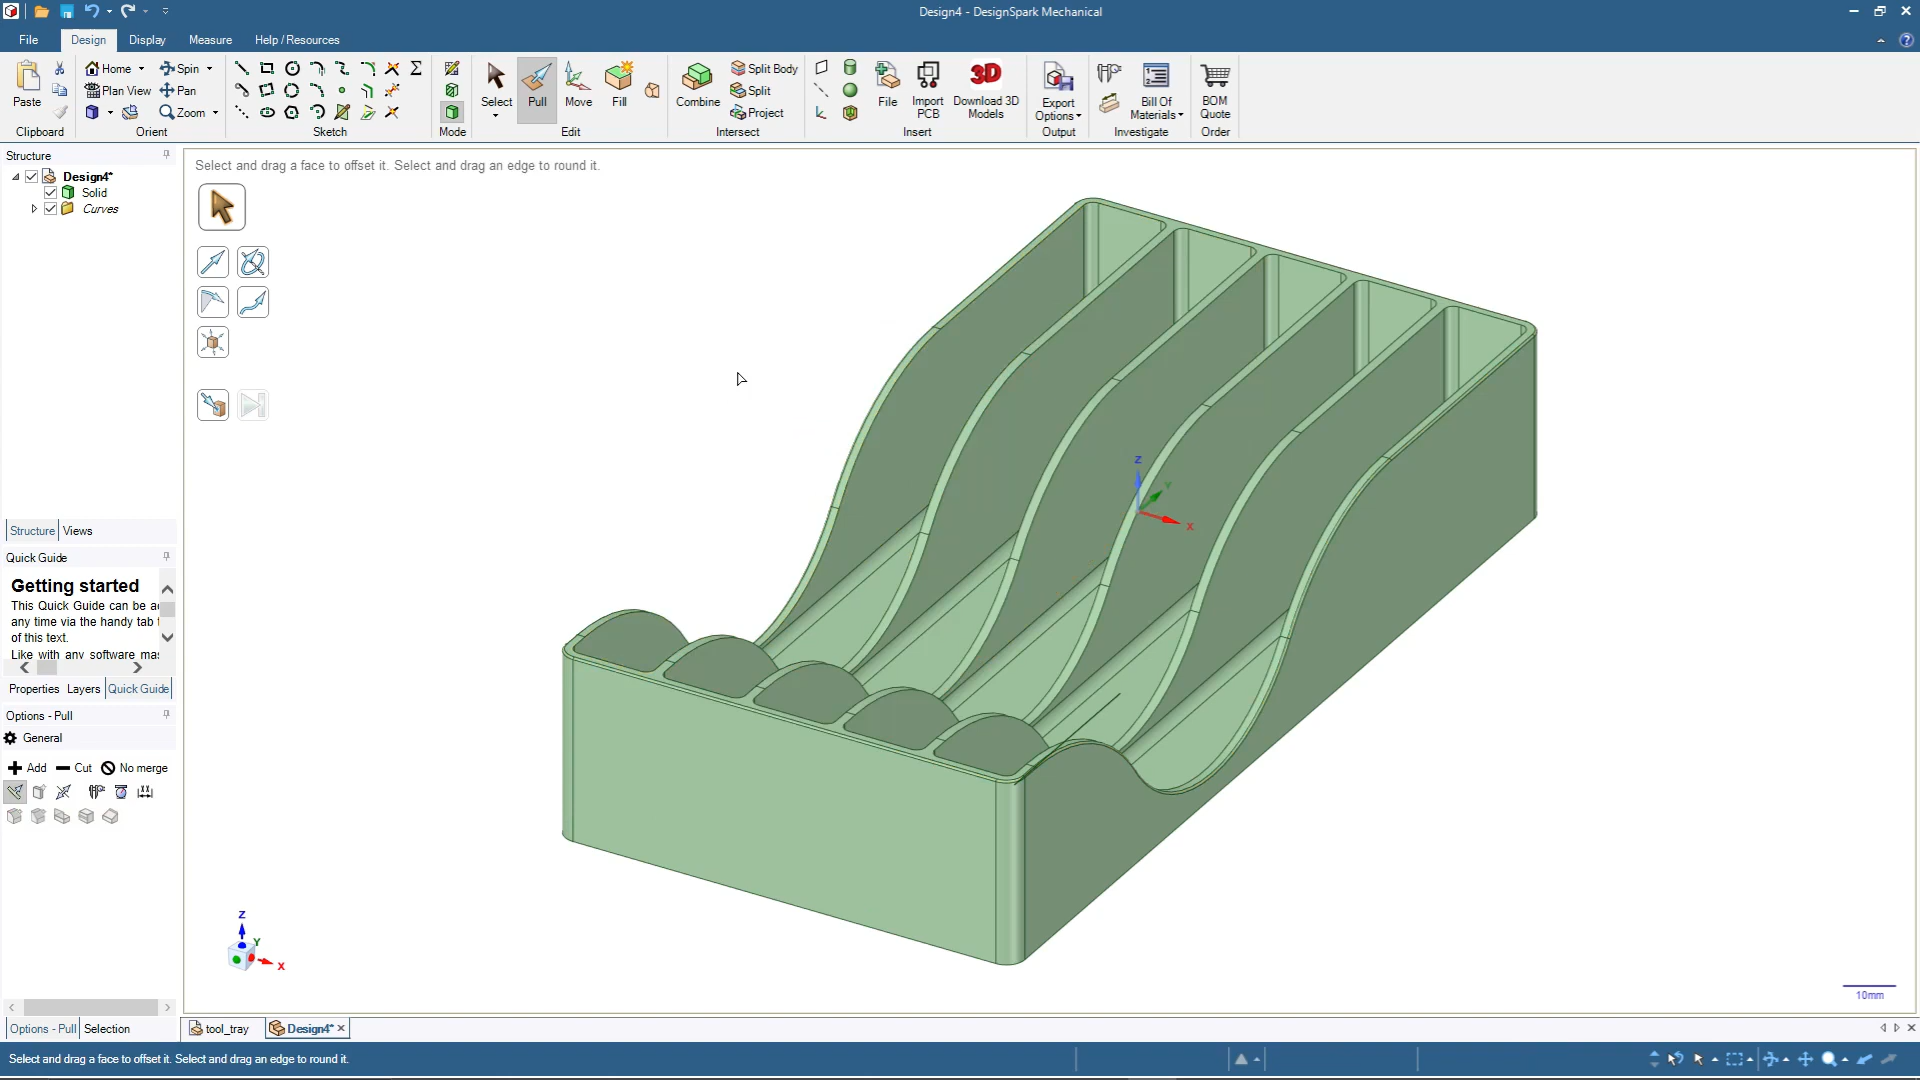 Design4 - DesignSpark Mechanical
File Design Display Measure Help / Resources
Paste
Clipboard
Home Spin
Plan View Pan
Zoom
Orient
Sketch
Mode
Select Pull Move Fill
Edit
Combine
Split Body
Split
Project
Intersect
File
Import PCB
Download 3D Models
Insert
3D
Export Options
Output
Bill Of Materials
Investigate
BOM Quote
Order
Structure
Design4*
Solid
Curves
Structure Views
Quick Guide
Getting started
This Quick Guide can be a
any time via the handy tab
of this text.
Like with any software ma
Properties Layers Quick Guide
Options - Pull
General
Add Cut No merge
Options - Pull Selection
Select and drag a face to offset it. Select and drag an edge to round it.
Z
Y
X
Z
Y
X
10mm
tool_tray Design4*
Select and drag a face to offset it. Select and drag an edge to round it.